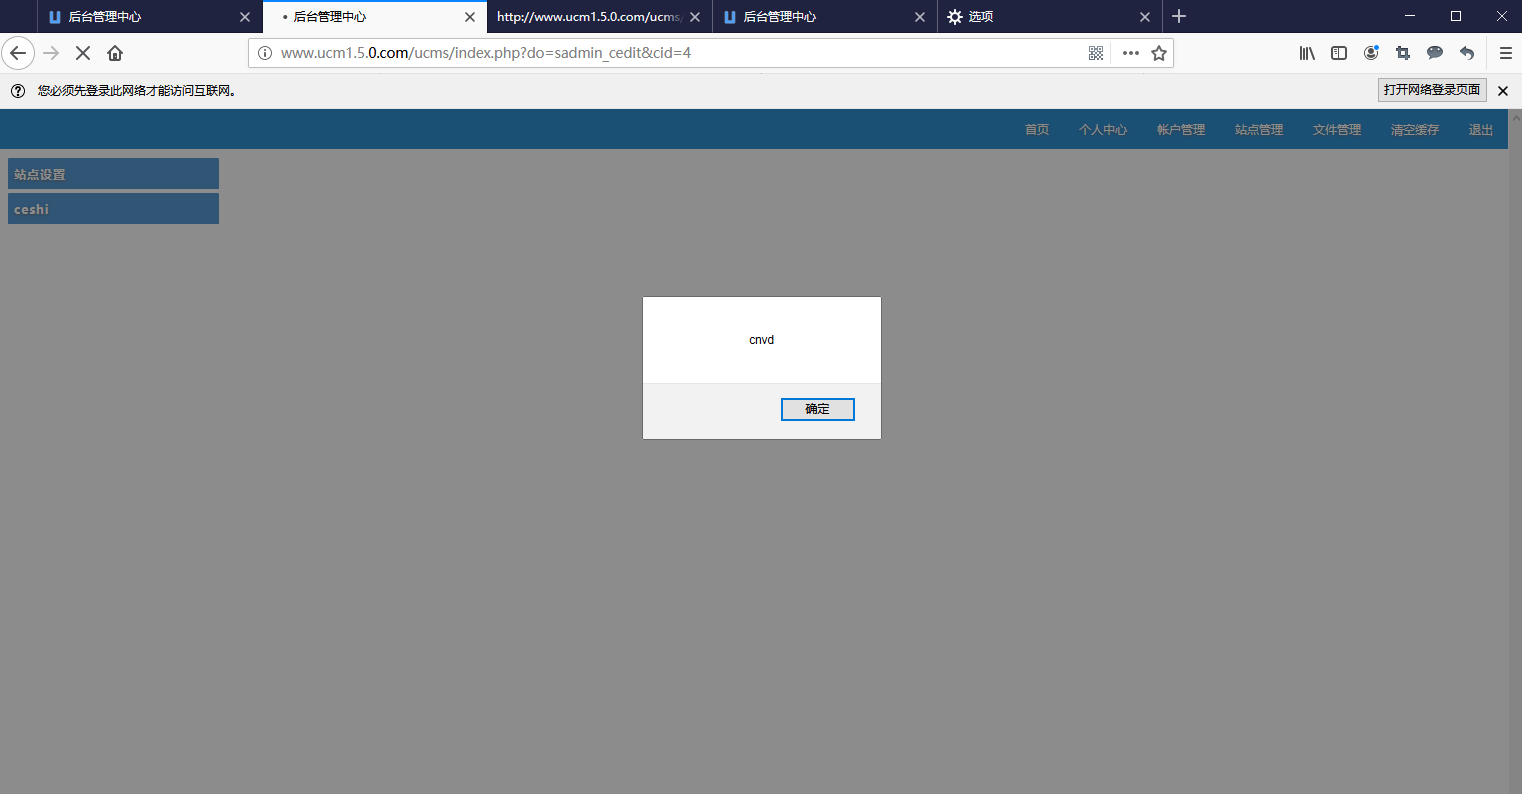 后台管理中心
后台管理中心
http://www.ucm1.5.0.com/ucms/
后台管理中心
选项
www.ucm1.5.0.com/ucms/index.php?do=sadmin_cedit&cid=4
您必须先登录此网络才能访问互联网。
打开网络登录页面
首页 个人中心 帐户管理 站点管理 文件管理 清空缓存 退出
站点设置
ceshi
cnvd
确定